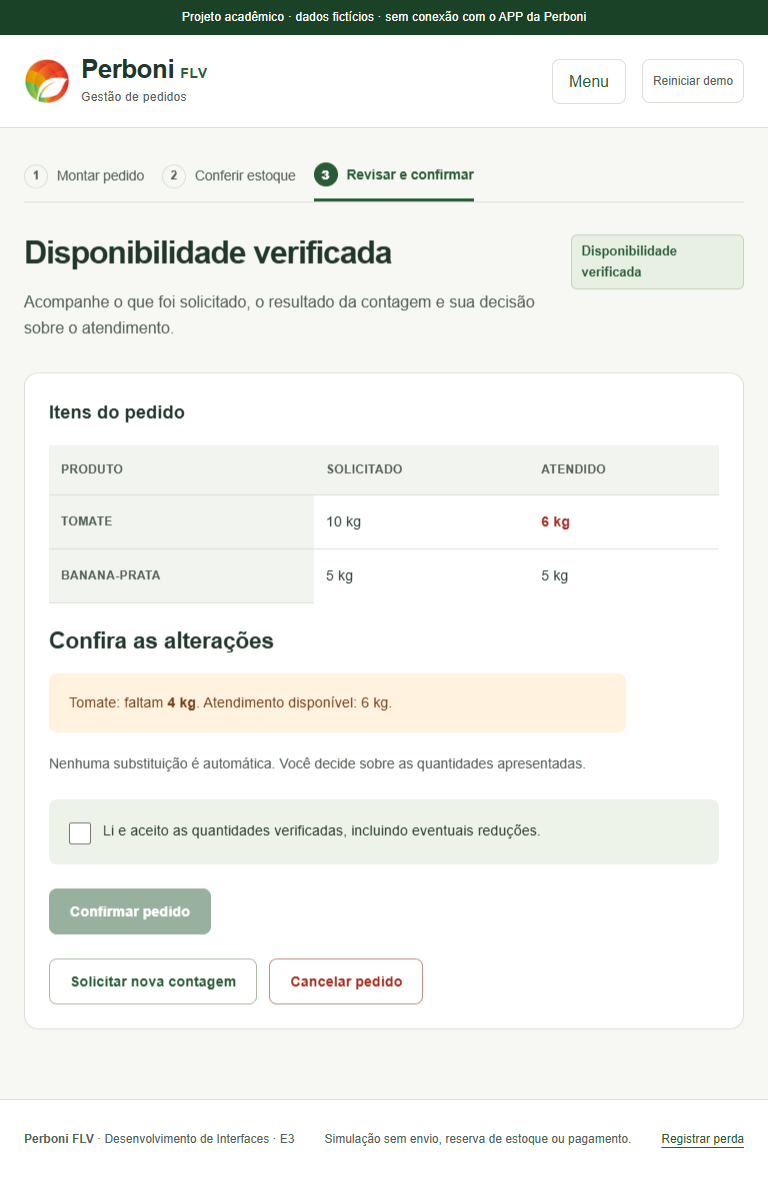 Projeto acadêmico · dados fictícios · sem conexão com o APP da Perboni
Perboni FLV
Gestão de pedidos
Menu
Reiniciar demo
1 Montar pedido 2 Conferir estoque 3 Revisar e confirmar
Disponibilidade verificada
Disponibilidade
verificada
Acompanhe o que foi solicitado, o resultado da contagem e sua decisão
sobre o atendimento.
Itens do pedido
PRODUTO SOLICITADO ATENDIDO
TOMATE 10 kg 6 kg
BANANA-PRATA 5 kg 5 kg
Confira as alterações
Tomate: faltam 4 kg. Atendimento disponível: 6 kg.
Nenhuma substituição é automática. Você decide sobre as quantidades apresentadas.
Li e aceito as quantidades verificadas, incluindo eventuais reduções.
Confirmar pedido
Solicitar nova contagem Cancelar pedido
Perboni FLV · Desenvolvimento de Interfaces · E3 Simulação sem envio, reserva de estoque ou pagamento. Registrar perda